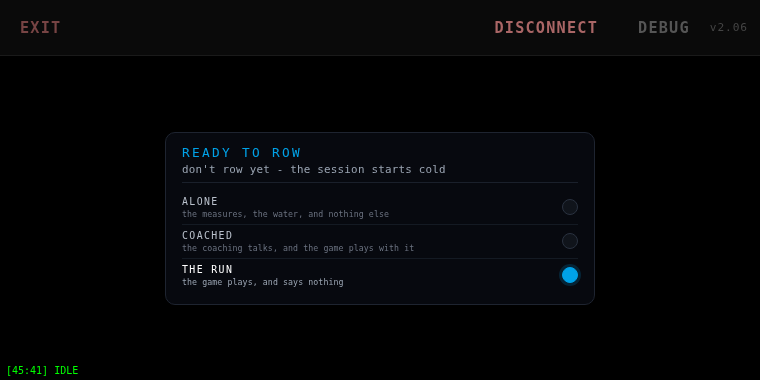 EXIT
DISCONNECT
DEBUG
v2.06
READY TO ROW
don't row yet - the session starts cold
ALONE
the measures, the water, and nothing else
COACHED
the coaching talks, and the game plays with it
THE RUN
the game plays, and says nothing
[45:41] IDLE